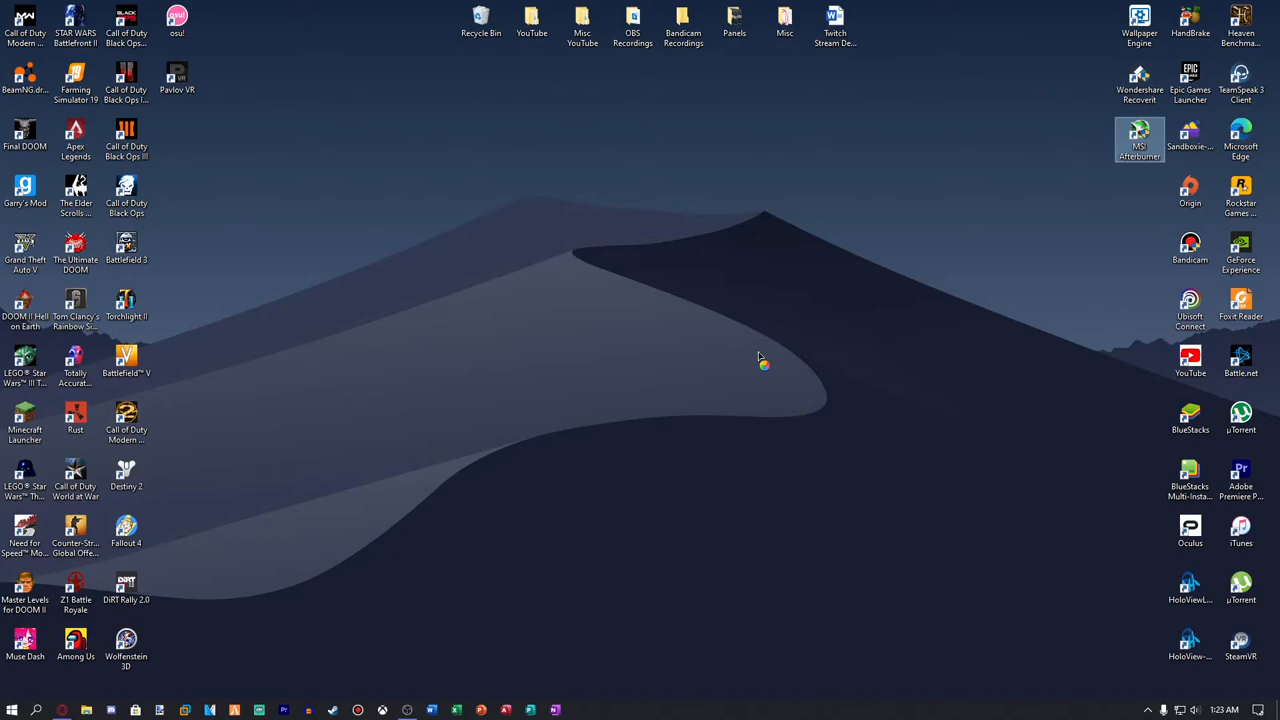 Call of Duty
Modern ...
STAR WARS
Battlefront II
Call of Duty
Black Ops...
osu!
Recycle Bin
YouTube
Misc
YouTube
OBS
Recordings
Bandicam
Recordings
Panels
Misc
Twitch
Stream De...
Wallpaper
Engine
HandBrake
Heaven
Benchma...
BeamNG.dr...
Farming
Simulator 19
Call of Duty
Black Ops I...
Pavlov VR
Wondershare
Recoverit
Epic Games
Launcher
TeamSpeak 3
Client
Final DOOM
Apex
Legends
Call of Duty
Black Ops III
MSI
Afterburner
Sandboxie-...
Microsoft
Edge
Garry's Mod
The Elder
Scrolls ...
Call of Duty
Black Ops
Origin
Rockstar
Games ...
Grand Theft
Auto V
The Ultimate
DOOM
Battlefield 3
Bandicam
GeForce
Experience
DOOM II Hell
on Earth
Tom Clancy's
Rainbow Si...
Torchlight II
Ubisoft
Connect
Foxit Reader
LEGO® Star
Wars™ III T...
Totally
Accurat...
Battlefield™ V
YouTube
Battle.net
Minecraft
Launcher
Rust
Call of Duty
Modern ...
BlueStacks
µTorrent
LEGO® Star
Wars™ Th...
Call of Duty
World at War
Destiny 2
BlueStacks
Multi-Insta...
Adobe
Premiere P...
Need for
Speed™ Mo...
Counter-Str...
Global Offe...
Fallout 4
Oculus
iTunes
Master Levels
for DOOM II
Z1 Battle
Royale
DiRT Rally 2.0
HoloViewL...
µTorrent
Muse Dash
Among Us
Wolfenstein
3D
HoloView-...
SteamVR
1:23 AM